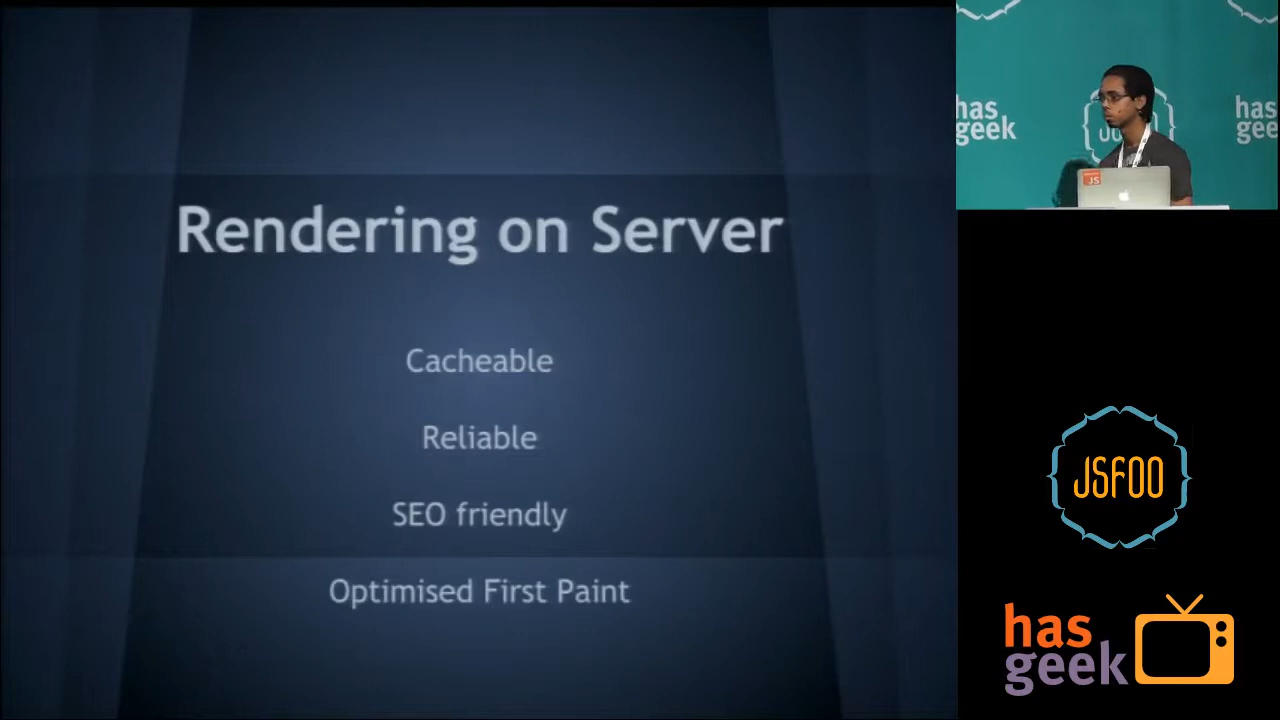 Rendering on Server
Cacheable
Reliable
SEO friendly
Optimised First Paint
has
geek
has
geek
JS
JSFOO
has
geek